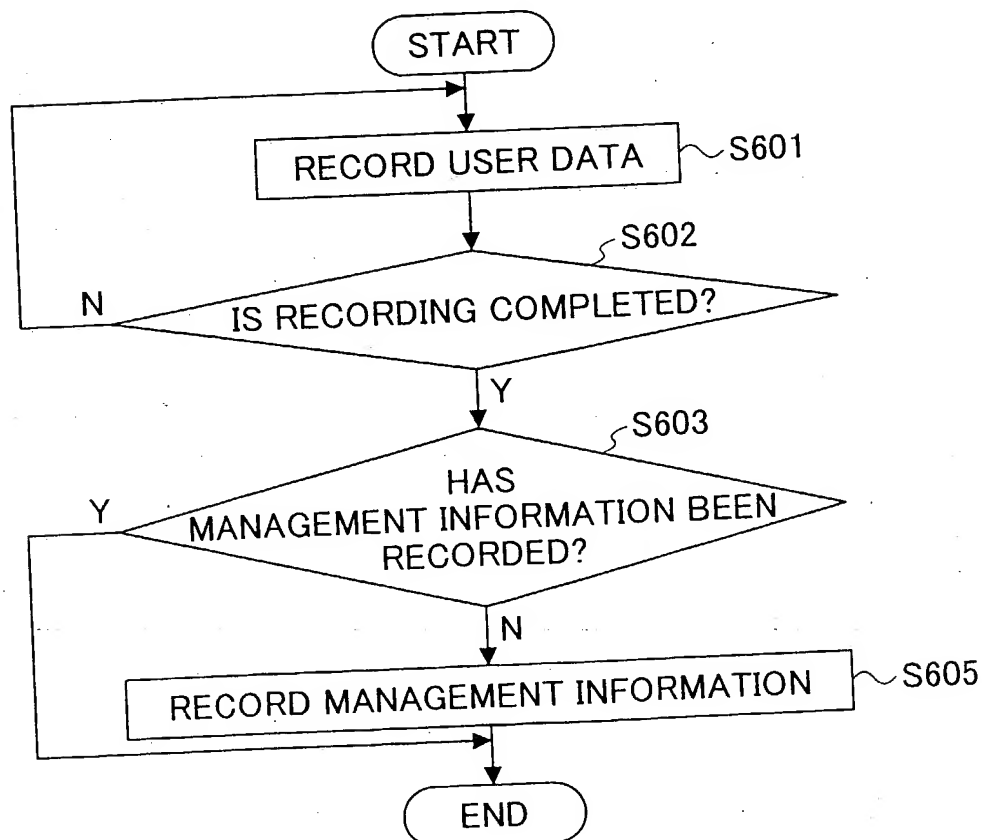 START
RECORD USER DATA
S601
S602
N
IS RECORDING COMPLETED?
Y
S603
Y
HAS
MANAGEMENT INFORMATION BEEN
RECORDED?
N
RECORD MANAGEMENT INFORMATION
S605
END